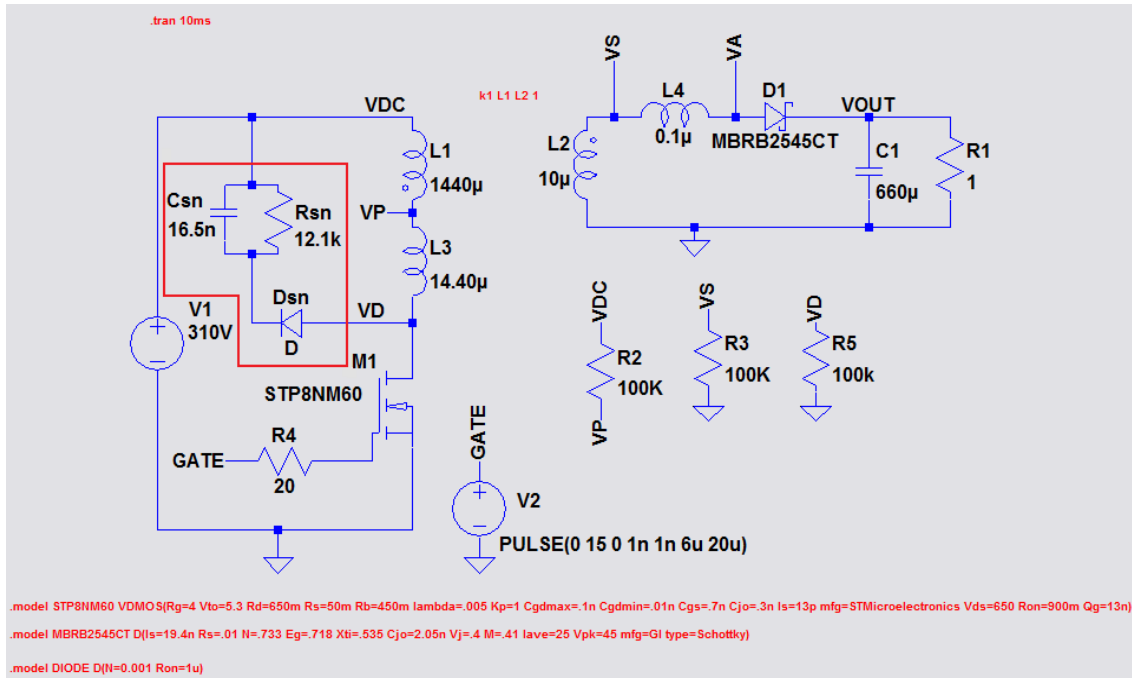 .tran 10ms
VS
VA
k1 L1 L2 1
L4
D1
VDC
VOUT
0.1µ
MBRB2545CT
L1
L2
C1
R1
1440µ
10µ
660µ
1
Csn
Rsn
VP
16.5n
12.1k
L3
14.40µ
Dsn
VD
V1
310V
D
M1
STP8NM60
VDC
VS
VD
R2
R3
R5
100K
100K
100k
VP
GATE
R4
20
GATE
V2
PULSE(0 15 0 1n 1n 6u 20u)
.model STP8NM60 VDMOS(Rg=4 Vto=5.3 Rd=650m Rs=50m Rb=450m lambda=.005 Kp=1 Cgdmax=.1n Cgdmin=.01n Cgs=.7n Cjo=.3n Is=13p mfg=STMicroelectronics Vds=650 Ron=900m Qg=13n)
.model MBRB2545CT D(Is=19.4n Rs=.01 N=.733 Eg=.718 Xti=.535 Cjo=2.05n Vj=.4 M=.41 Iave=25 Vpk=45 mfg=GI type=Schottky)
.model DIODE D(N=0.001 Ron=1u)